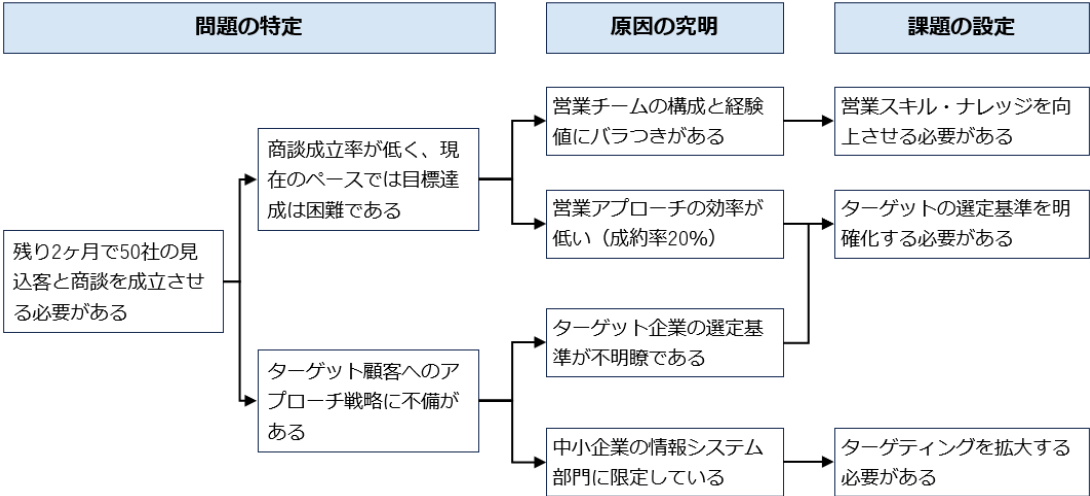 問題の特定
原因の究明
課題の設定
残り2ヶ月で50社の見
込客と商談を成立させ
る必要がある
商談成立率が低く、現
在のペースでは目標達
成は困難である
ターゲット顧客へのア
プローチ戦略に不備が
ある
営業チームの構成と経験
値にバラつきがある
営業アプローチの効率が
低い（成約率20%）
ターゲット企業の選定基
準が不明瞭である
中小企業の情報システム
部門に限定している
営業スキル・ナレッジを向
上させる必要がある
ターゲットの選定基準を明
確化する必要がある
ターゲティングを拡大する
必要がある